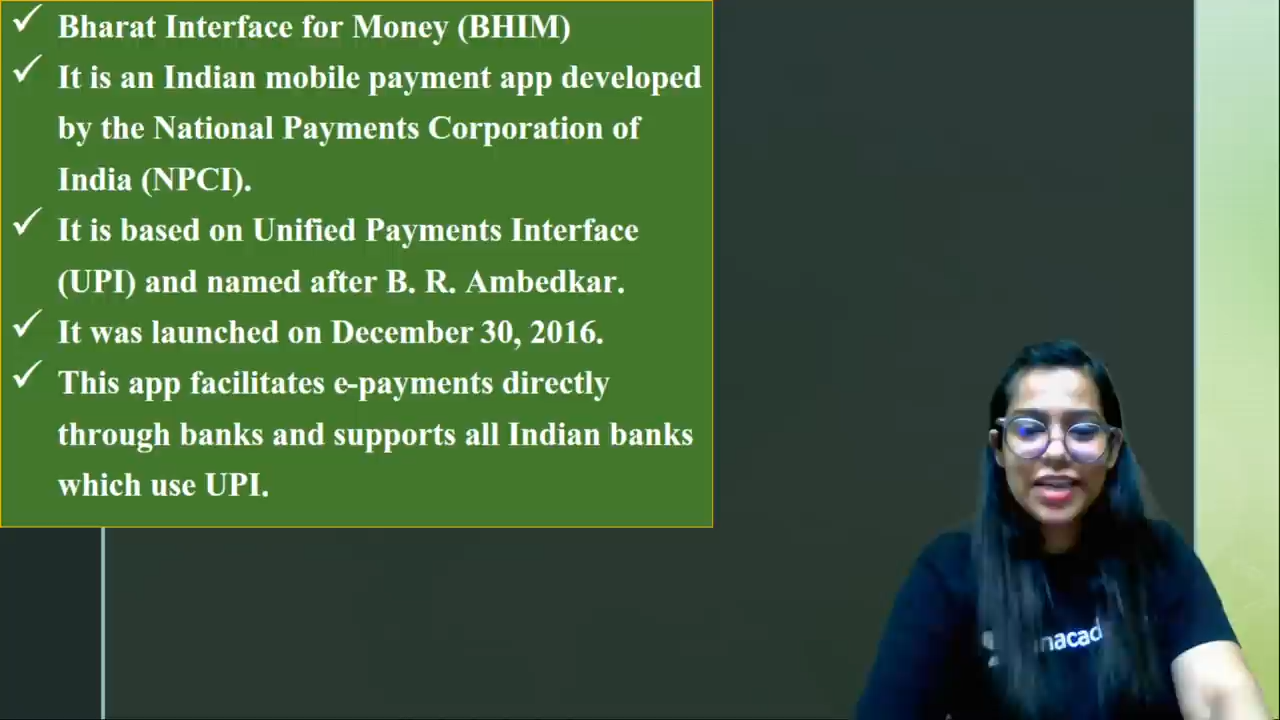 Bharat Interface for Money (BHIM)
It is an Indian mobile payment app developed
by the National Payments Corporation of
India (NPCI).
It is based on Unified Payments Interface
(UPI) and named after B. R. Ambedkar.
It was launched on December 30, 2016.
This app facilitates e-payments directly
through banks and supports all Indian banks
which use UPI.